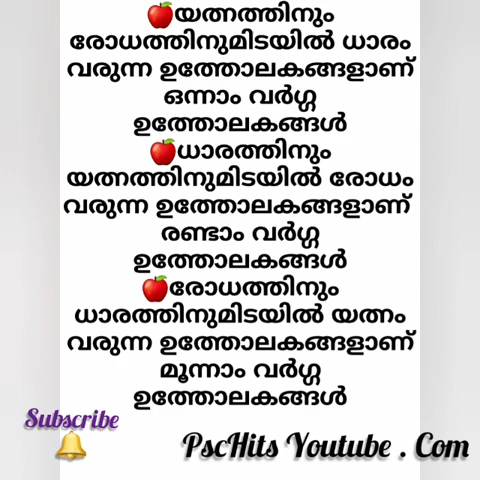 🍎യത്നത്തിനും
രോധത്തിനുമിടയിൽ ധാരം
വരുന്ന ഉത്തോലകങ്ങളാണ്
ഒന്നാം വർഗ്ഗ
ഉത്തോലകങ്ങൾ
🍎ധാരത്തിനും
യത്നത്തിനുമിടയിൽ രോധം
വരുന്ന ഉത്തോലകങ്ങളാണ്
രണ്ടാം വർഗ്ഗ
ഉത്തോലകങ്ങൾ
🍎രോധത്തിനും
ധാരത്തിനുമിടയിൽ യത്നം
വരുന്ന ഉത്തോലകങ്ങളാണ്
മൂന്നാം വർഗ്ഗ
ഉത്തോലകങ്ങൾ
Subscribe
PscHits Youtube . Com